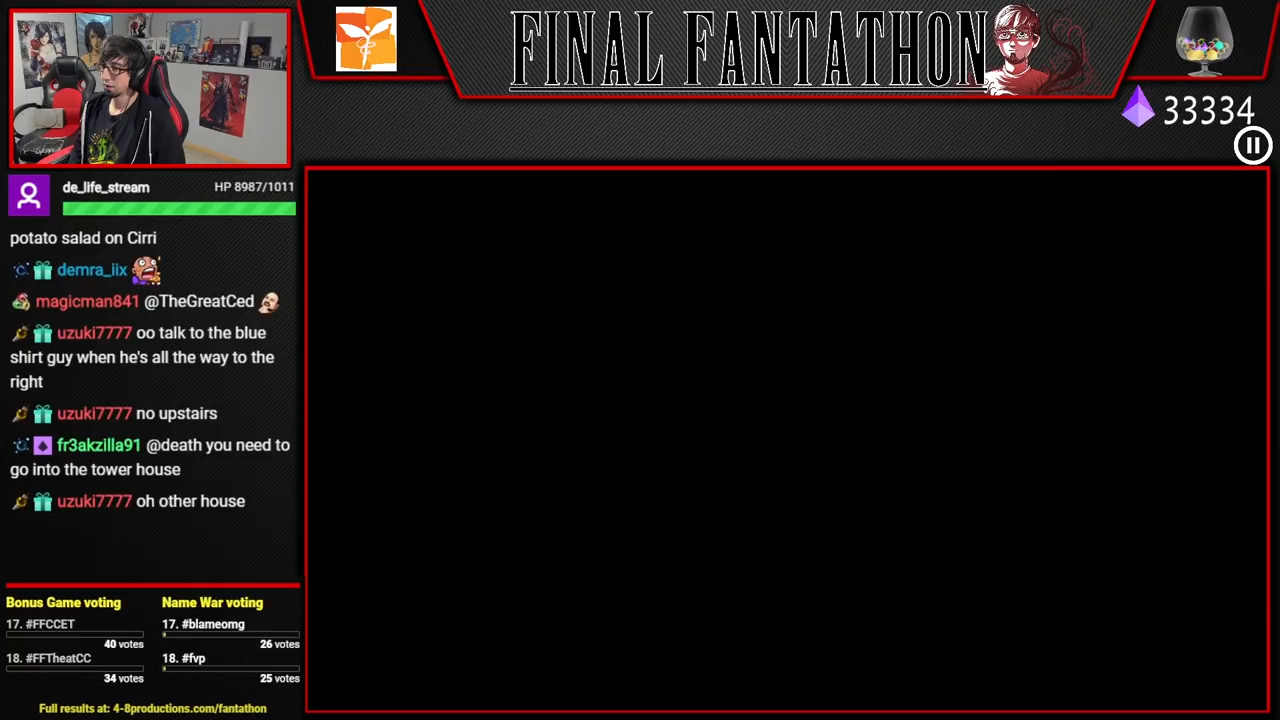 FINAL FANTATHON
33334
de_life_stream HP 8987/1011
potato salad on Cirri
demra_iix
magicman841 @TheGreatCed
uzuki7777 oo talk to the blue
shirt guy when he's all the way to the
right
uzuki7777 no upstairs
fr3akzilla91 @death you need to
go into the tower house
uzuki7777 oh other house
Bonus Game voting
17. #FFCCET
40 votes
18. #FFTheatCC
34 votes
Name War voting
17. #blameomg
26 votes
18. #fvp
25 votes
Full results at: 4-8productions.com/fantathon